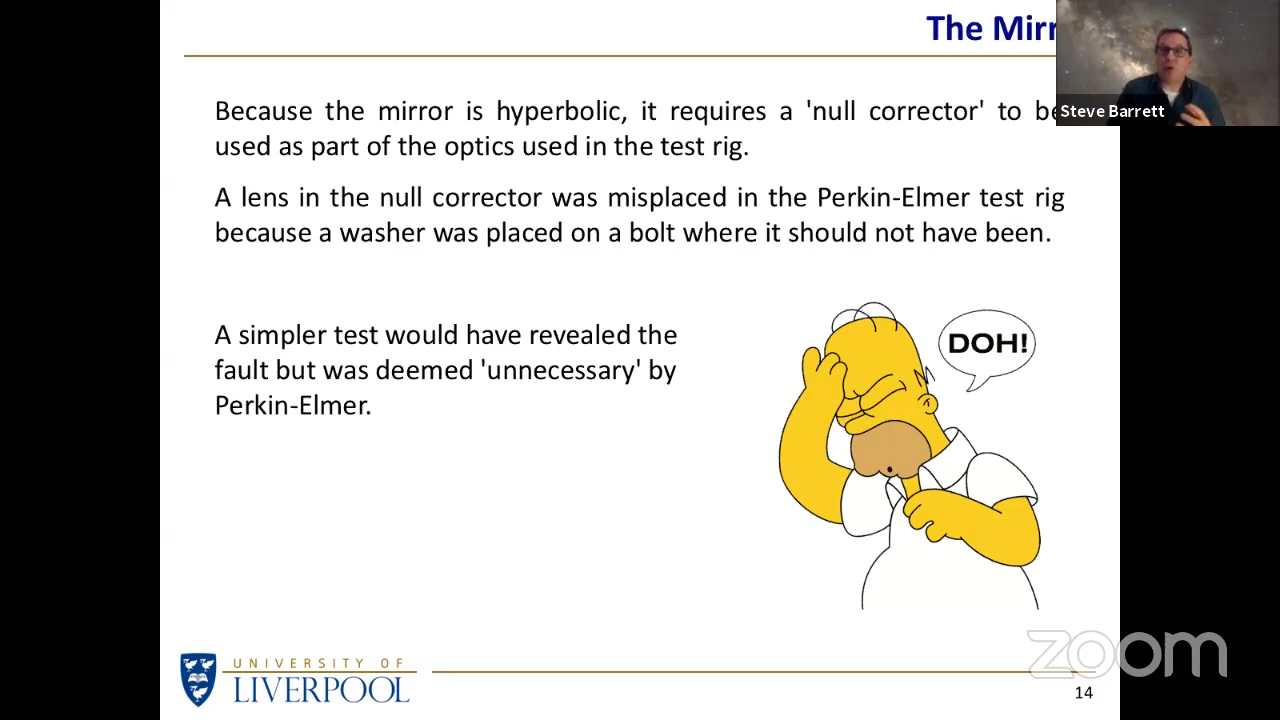 The Mirr
Steve Barrett
Because the mirror is hyperbolic, it requires a 'null corrector' to be
used as part of the optics used in the test rig.
A lens in the null corrector was misplaced in the Perkin-Elmer test rig
because a washer was placed on a bolt where it should not have been.
DOH!
A simpler test would have revealed the
fault but was deemed 'unnecessary' by
Perkin-Elmer.
zoom
UNIVERSITY OF
LIVERPOOL
14